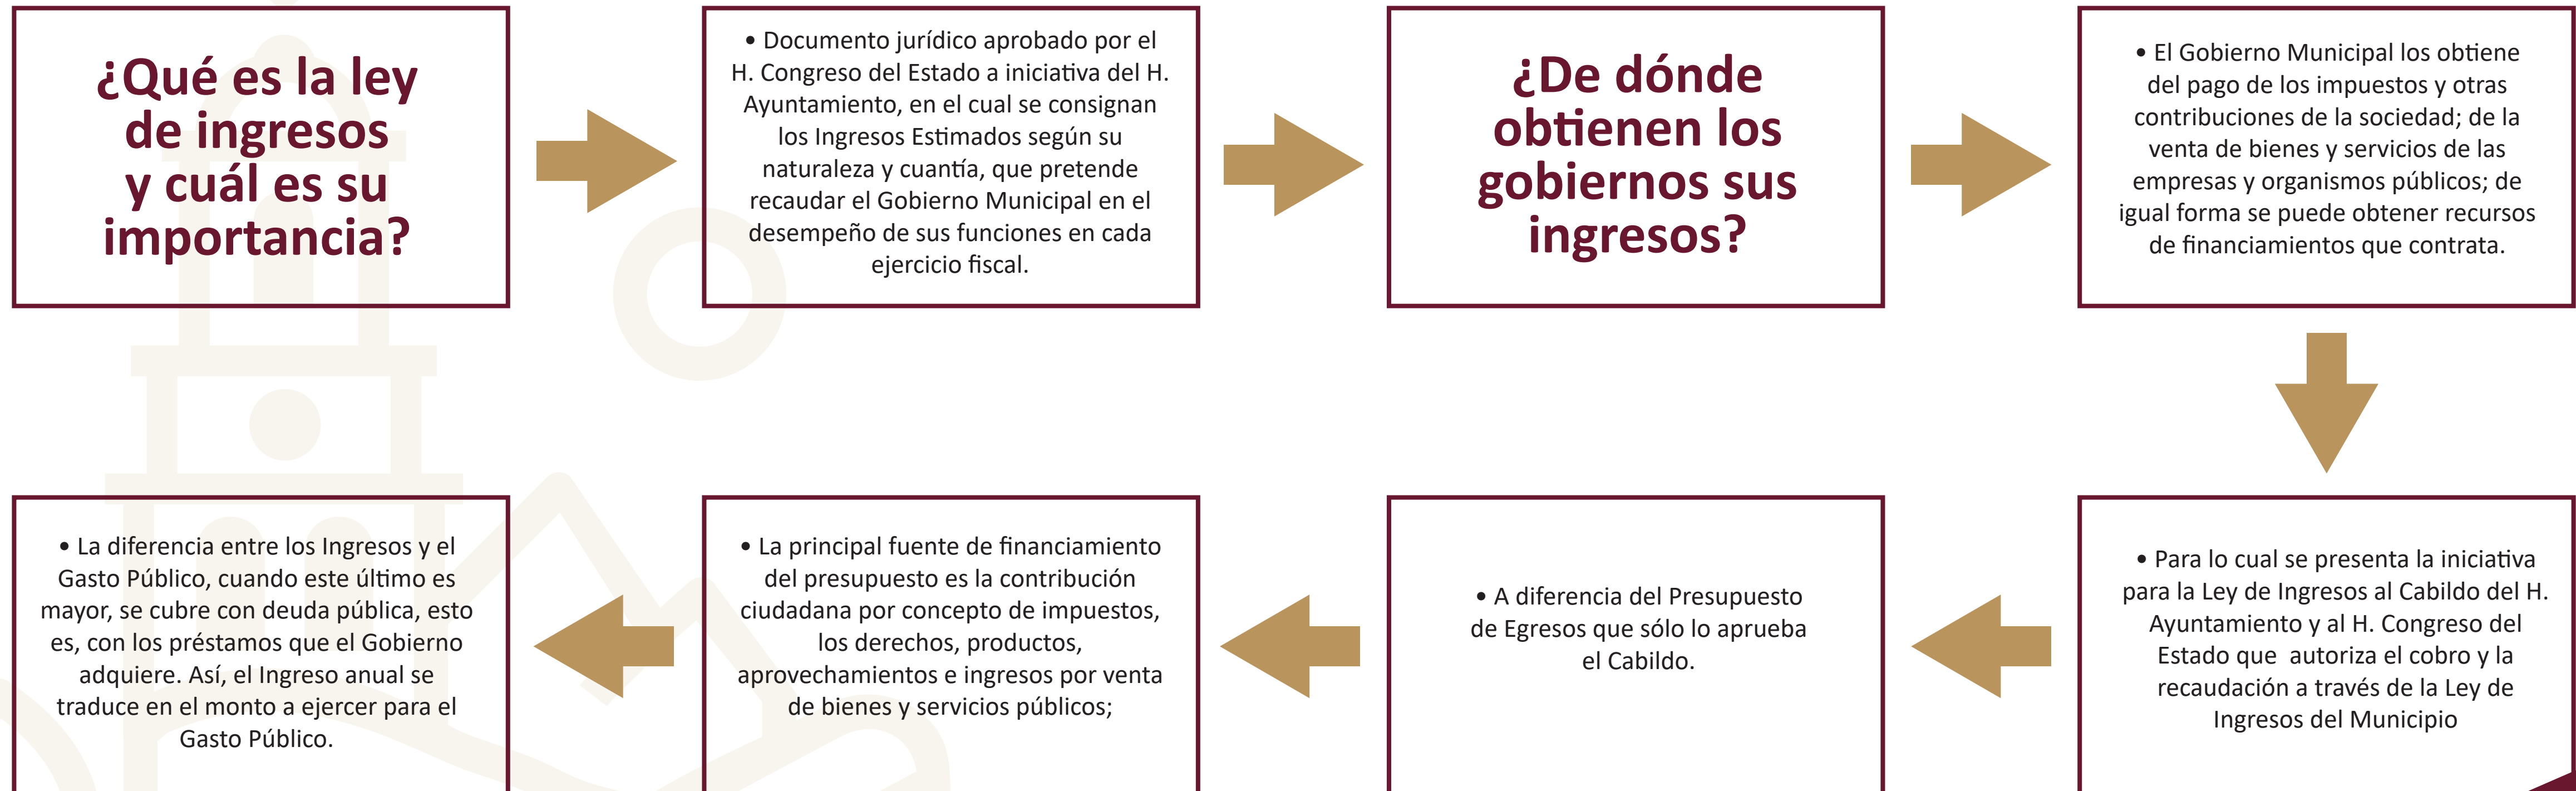 ¿Qué es la ley
de ingresos
y cuál es su
importancia?
• Documento jurídico aprobado por el
H. Congreso del Estado a iniciativa del H.
Ayuntamiento, en el cual se consignan
los Ingresos Estimados según su
naturaleza y cuantía, que pretende
recaudar el Gobierno Municipal en el
desempeño de sus funciones en cada
ejercicio fiscal.
¿De dónde
obtienen los
gobiernos sus
ingresos?
• El Gobierno Municipal los obtiene
del pago de los impuestos y otras
contribuciones de la sociedad; de la
venta de bienes y servicios de las
empresas y organismos públicos; de
igual forma se puede obtener recursos
de financiamientos que contrata.
• Para lo cual se presenta la iniciativa
para la Ley de Ingresos al Cabildo del H.
Ayuntamiento y al H. Congreso del
Estado que autoriza el cobro y la
recaudación a través de la Ley de
Ingresos del Municipio
• A diferencia del Presupuesto
de Egresos que sólo lo aprueba
el Cabildo.
• La principal fuente de financiamiento
del presupuesto es la contribución
ciudadana por concepto de impuestos,
los derechos, productos,
aprovechamientos e ingresos por venta
de bienes y servicios públicos;
• La diferencia entre los Ingresos y el
Gasto Público, cuando este último es
mayor, se cubre con deuda pública, esto
es, con los préstamos que el Gobierno
adquiere. Así, el Ingreso anual se
traduce en el monto a ejercer para el
Gasto Público.